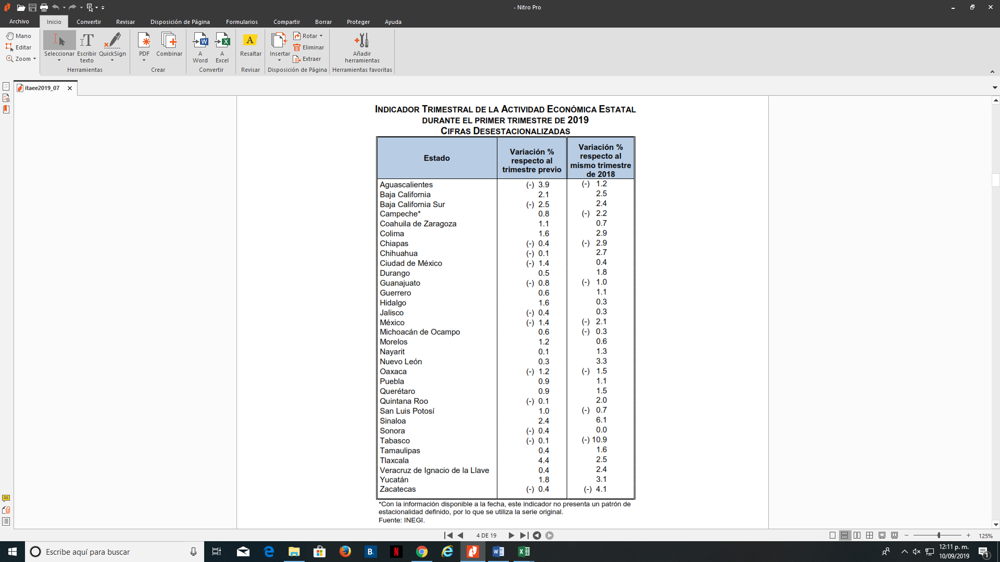 - Nitro Pro
Archivo Inicio Convertir Revisar Disposición de Página Formularios Compartir Borrar Proteger Ayuda
Mano
Editar
Zoom
Seleccionar Escribir texto QuickSign
Herramientas
PDF Combinar
Crear
A Word A Excel
Convertir
Resaltar
Revisar
Insertar Rotar
Eliminar
Extraer
Disposición de Página
Añadir herramientas
Herramientas favoritas
itaee2019_07
INDICADOR TRIMESTRAL DE LA ACTIVIDAD ECONÓMICA ESTATAL
DURANTE EL PRIMER TRIMESTRE DE 2019
CIFRAS DESESTACIONALIZADAS
Estado
Variación %
respecto al
trimestre previo
Variación %
respecto al
mismo trimestre
de 2018
Aguascalientes (-) 3.9 (-) 1.2
Baja California 2.1 2.5
Baja California Sur (-) 2.5 2.4
Campeche* 0.8 (-) 2.2
Coahuila de Zaragoza 1.1 0.7
Colima 1.6 2.9
Chiapas (-) 0.4 (-) 2.9
Chihuahua (-) 0.1 2.7
Ciudad de México (-) 1.4 0.4
Durango 0.5 1.8
Guanajuato (-) 0.8 (-) 1.0
Guerrero 0.6 1.1
Hidalgo 1.6 0.3
Jalisco (-) 0.4 0.3
México (-) 1.4 (-) 2.1
Michoacán de Ocampo 0.6 (-) 0.3
Morelos 1.2 0.6
Nayarit 0.1 1.3
Nuevo León 0.3 3.3
Oaxaca (-) 1.2 (-) 1.5
Puebla 0.9 1.1
Querétaro 0.9 1.5
Quintana Roo (-) 0.1 2.0
San Luis Potosí 1.0 (-) 0.7
Sinaloa 2.4 6.1
Sonora (-) 0.4 0.0
Tabasco (-) 0.1 (-) 10.9
Tamaulipas 0.4 1.6
Tlaxcala 4.4 2.5
Veracruz de Ignacio de la Llave 0.4 2.4
Yucatán 1.8 3.1
Zacatecas (-) 0.4 (-) 4.1
*Con la información disponible a la fecha, este indicador no presenta un patrón de
estacionalidad definido, por lo que se utiliza la serie original.
Fuente: INEGI.
4 DE 19
125%
Escribe aquí para buscar
12:11 p. m.
10/09/2019
1